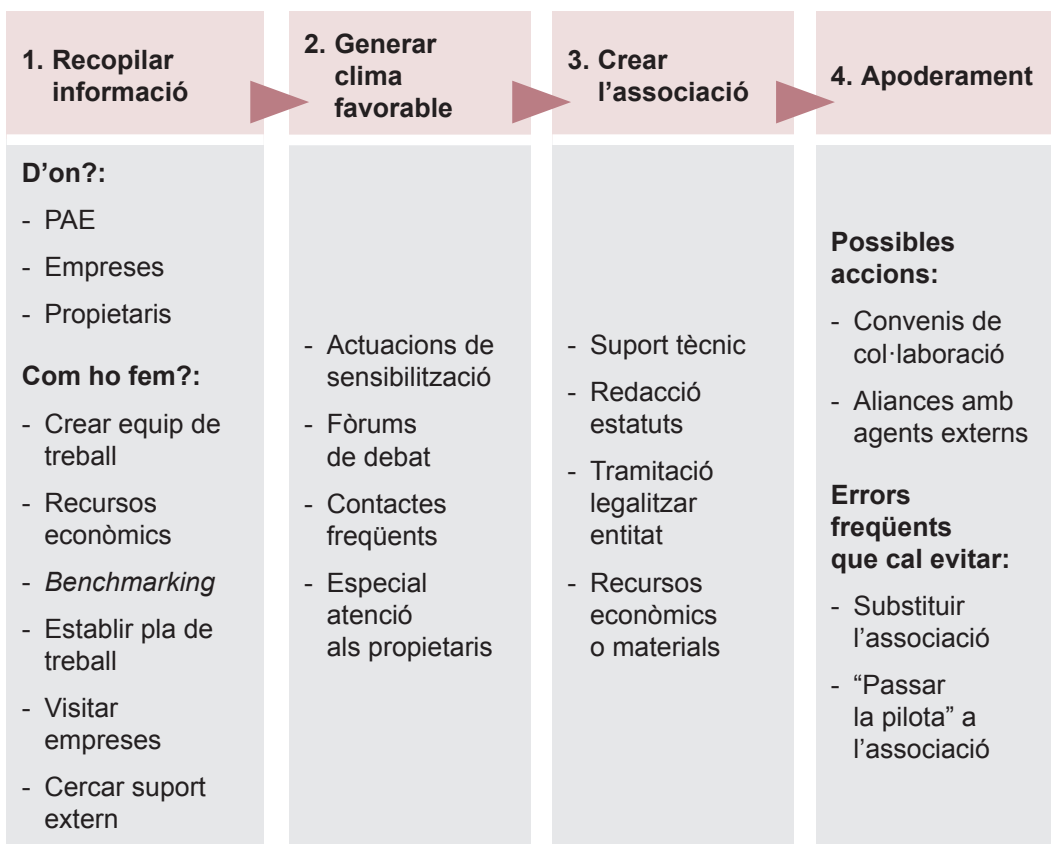 1. Recopilar
informació
2. Generar
clima
favorable
3. Crear
l’associació
4. Apoderament
D’on?:
- PAE
- Empreses
- Propietaris
Com ho fem?:
- Crear equip de
treball
- Recursos
econòmics
- Benchmarking
- Establir pla de
treball
- Visitar
empreses
- Cercar suport
extern
- Actuacions de
sensibilització
- Fòrums
de debat
- Contactes
freqüents
- Especial
atenció
als propietaris
- Suport tècnic
- Redacció
estatuts
- Tramitació
legalitzar
entitat
- Recursos
econòmics
o materials
Possibles
accions:
- Convenis de
col·laboració
- Aliances amb
agents externs
Errors
freqüents
que cal evitar:
- Substituir
l’associació
- “Passar
la pilota” a
l’associació